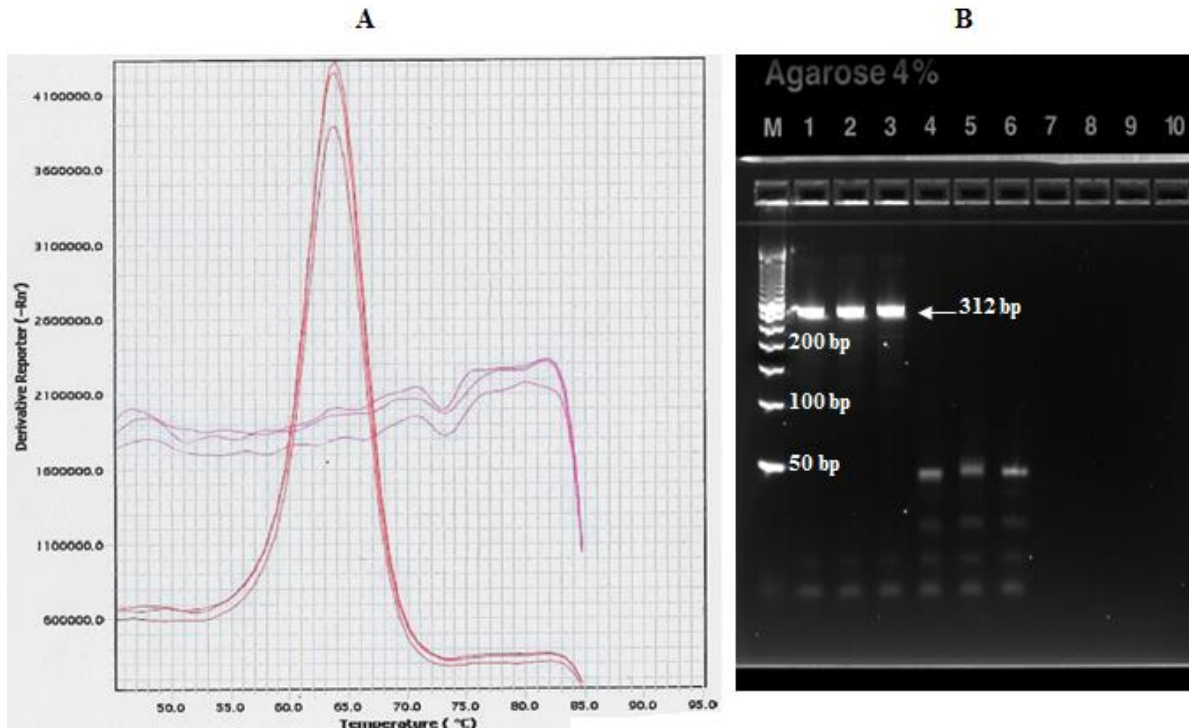 A
B
4100000.0
3600000.0
3100000.0
2600000.0
2100000.0
1600000.0
1100000.0
600000.0
Derivative Reporter (-Rn')
50.0 55.0 60.0 65.0 70.0 75.0 80.0 85.0 90.0 95.0
Temperature (°C)
Agarose 4%
M 1 2 3 4 5 6 7 8 9 10
312 bp
200 bp
100 bp
50 bp